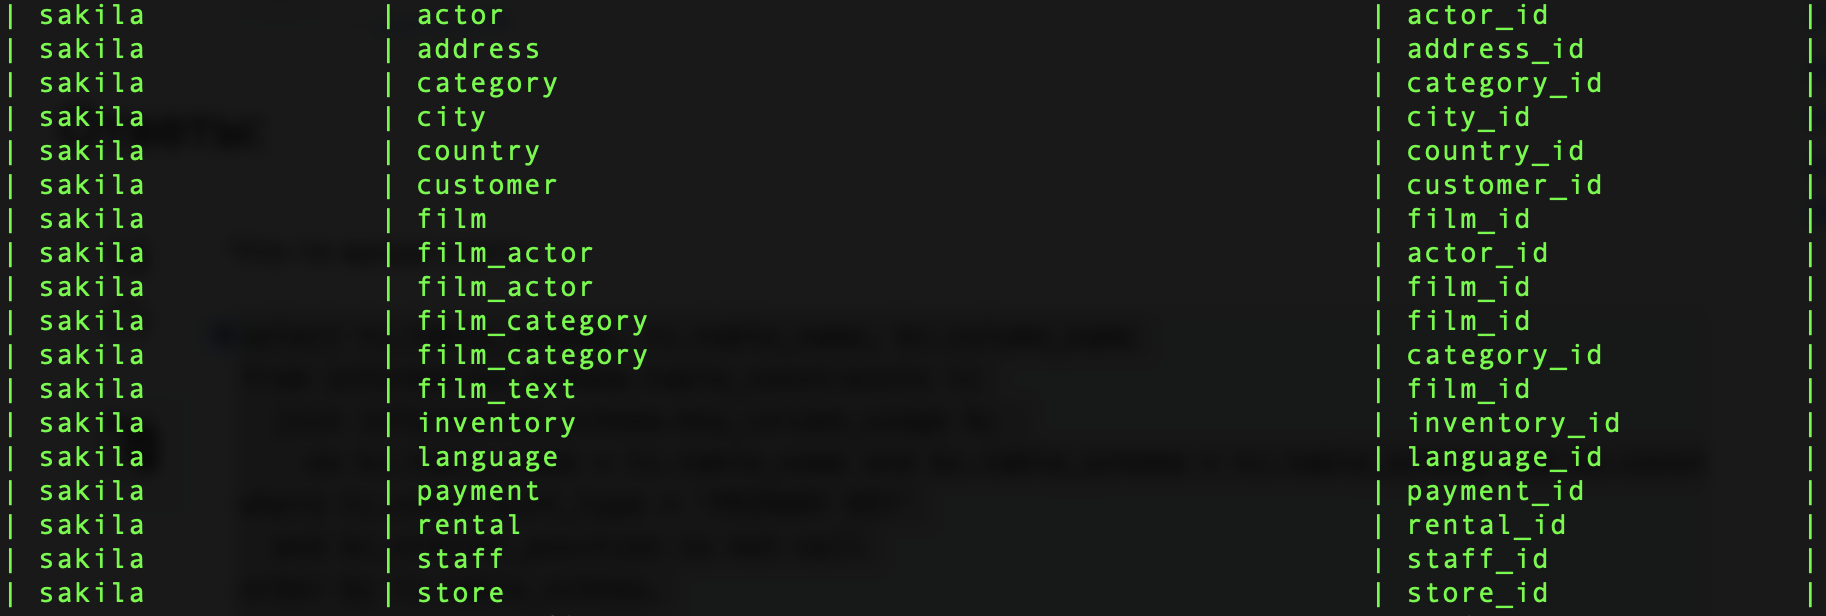 | sakila | actor | actor_id |
| sakila | address | address_id |
| sakila | category | category_id |
| sakila | city | city_id |
| sakila | country | country_id |
| sakila | customer | customer_id |
| sakila | film | film_id |
| sakila | film_actor | actor_id |
| sakila | film_actor | film_id |
| sakila | film_category | film_id |
| sakila | film_category | category_id |
| sakila | film_text | film_id |
| sakila | inventory | inventory_id |
| sakila | language | language_id |
| sakila | payment | payment_id |
| sakila | rental | rental_id |
| sakila | staff | staff_id |
| sakila | store | store_id |